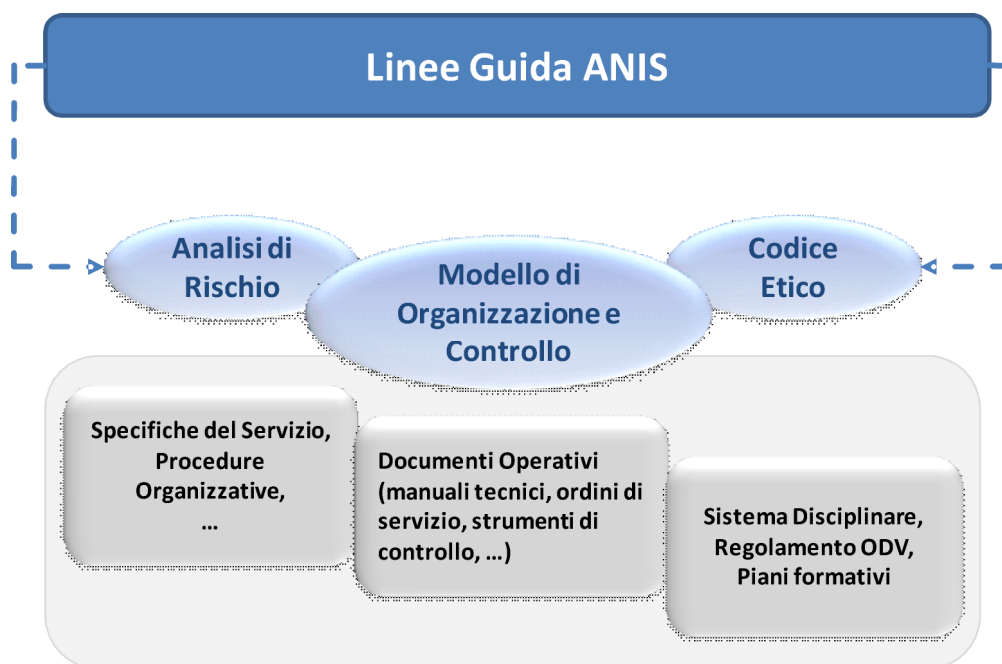 Linee Guida ANIS
Analisi di
Rischio
Modello di
Organizzazione e
Controllo
Codice
Etico
Specifiche del Servizio,
Procedure
Organizzative,
…
Documenti Operativi
(manuali tecnici, ordini di
servizio, strumenti di
controllo, …)
Sistema Disciplinare,
Regolamento ODV,
Piani formativi